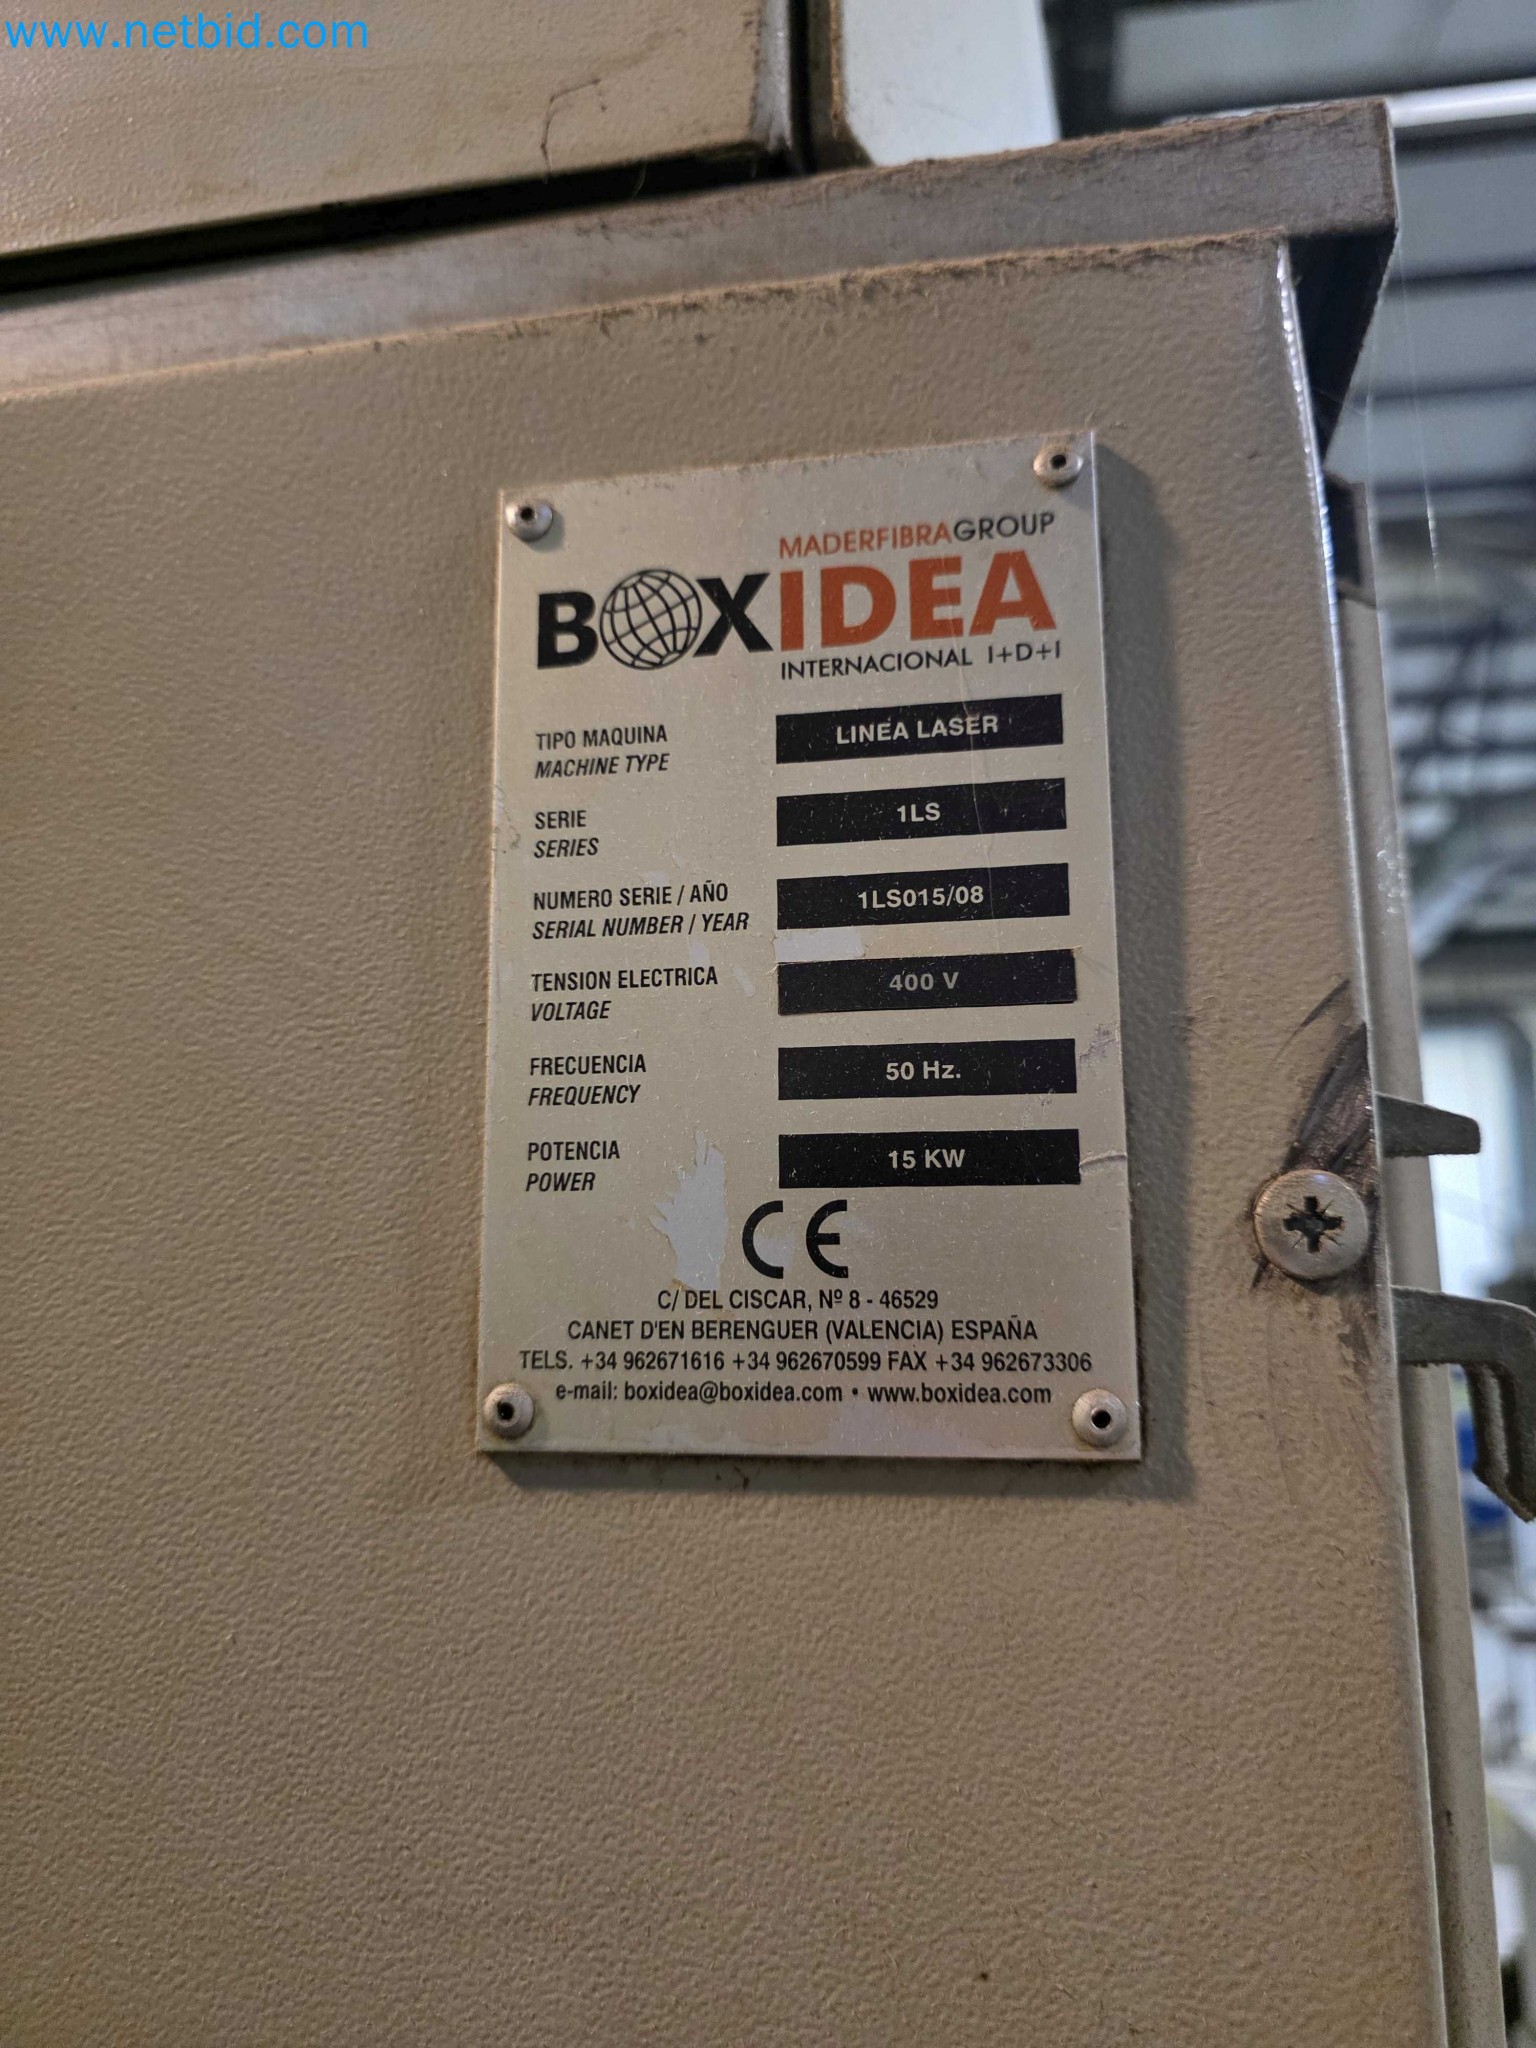 www.netbid.com
MADERFIBRAGROUP
BOXIDEA
INTERNACIONAL I+D+I
TIPO MAQUINA LINEA LASER
MACHINE TYPE
SERIE 1LS
SERIES
NUMERO SERIE / AÑO 1LS015/08
SERIAL NUMBER / YEAR
TENSION ELECTRICA 400 V
VOLTAGE
FRECUENCIA 50 Hz.
FREQUENCY
POTENCIA 15 KW
POWER
CE
C/ DEL CISCAR, Nº 8 - 46529
CANET D'EN BERENGUER (VALENCIA) ESPAÑA
TELS. +34 962671616 +34 962670599 FAX +34 962673306
e-mail: boxidea@boxidea.com • www.boxidea.com